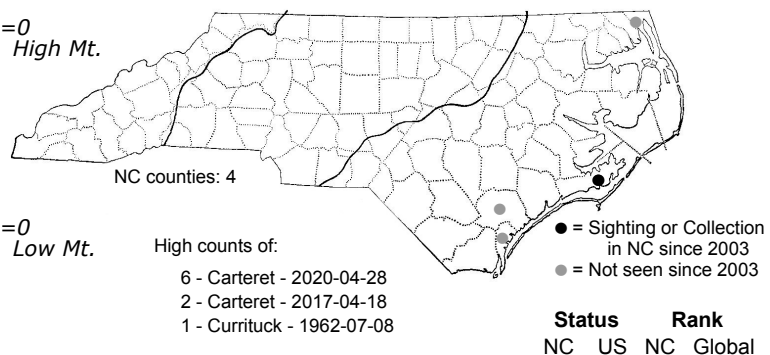 =0
High Mt.
NC counties: 4
=0
Low Mt.
High counts of:
6 - Carteret - 2020-04-28
2 - Carteret - 2017-04-18
1 - Currituck - 1962-07-08
● = Sighting or Collection
in NC since 2003
● = Not seen since 2003
Status Rank
NC US NC Global